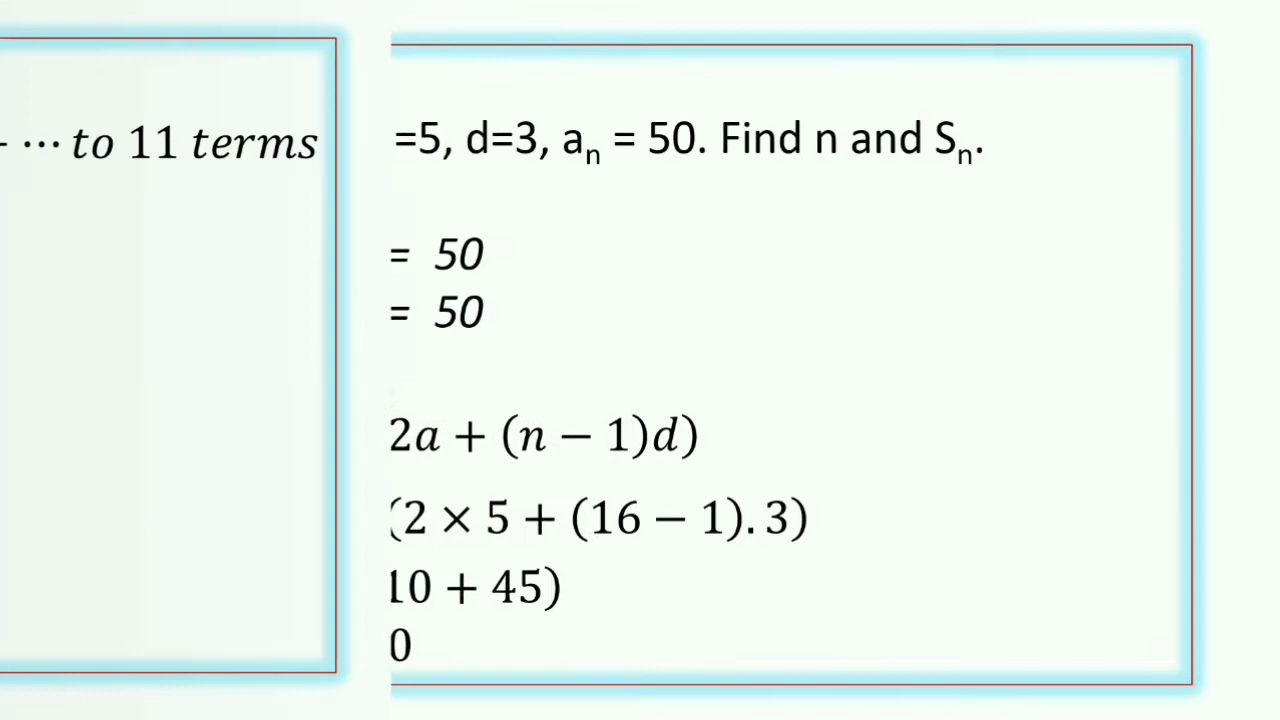 ⋯ to 11 terms
=5, d=3, aₙ = 50. Find n and Sₙ.
= 50
= 50
2a + (n − 1)d)
(2 × 5 + (16 − 1).3)
10 + 45)
0